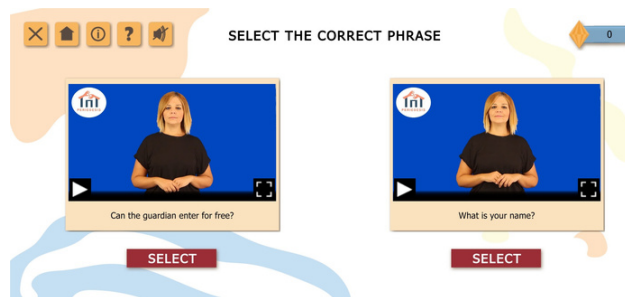 SELECT THE CORRECT PHRASE
0
Can the guardian enter for free?
What is your name?
SELECT
SELECT